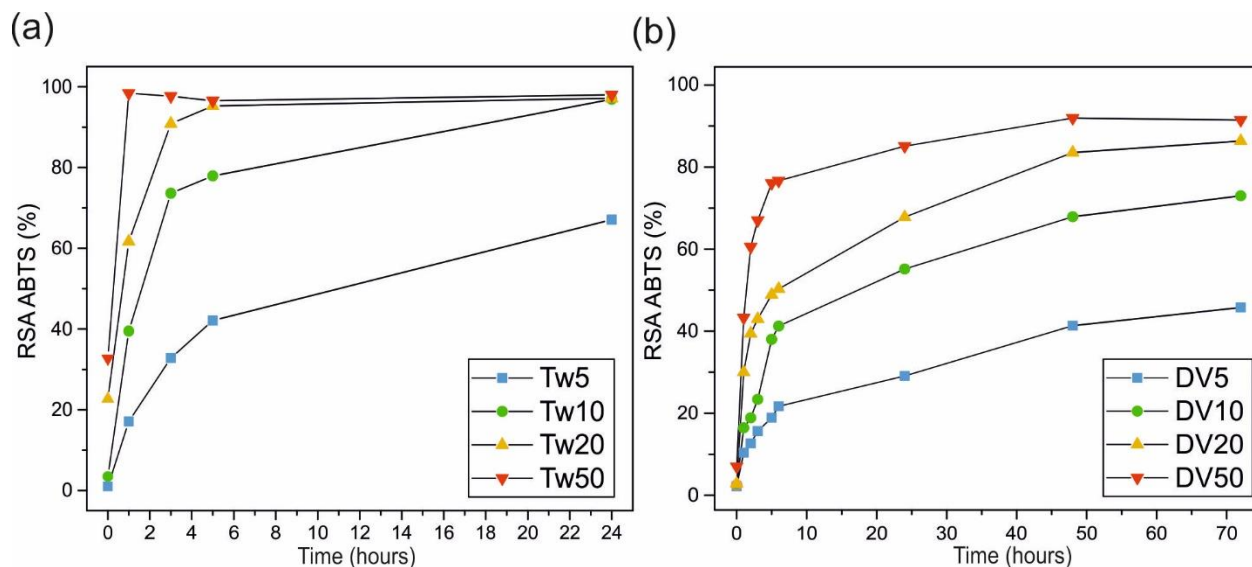 (a)
RSA ABTS (%)
100
80
60
40
20
0
0 2 4 6 8 10 12 14 16 18 20 22 24
Time (hours)
Tw5
Tw10
Tw20
Tw50
(b)
RSA ABTS (%)
100
80
60
40
20
0
0 10 20 30 40 50 60 70
Time (hours)
DV5
DV10
DV20
DV50